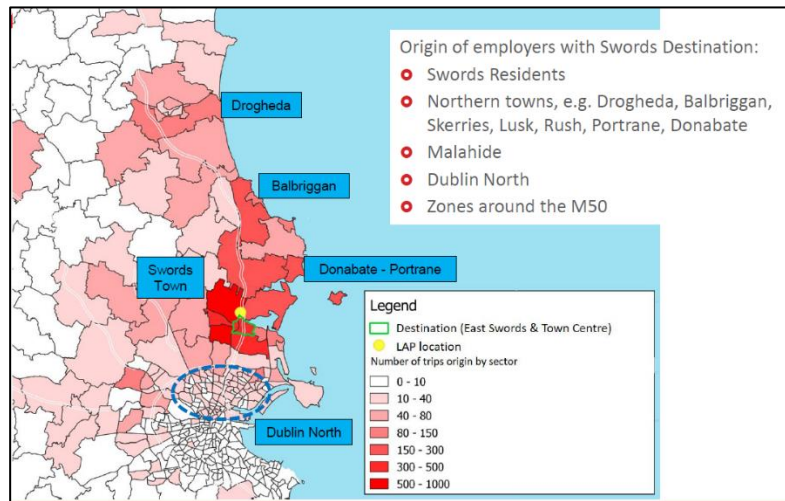 Origin of employers with Swords Destination:
Swords Residents
Northern towns, e.g. Drogheda, Balbriggan,
Skerries, Lusk, Rush, Portrane, Donabate
Malahide
Dublin North
Zones around the M50
Drogheda
Balbriggan
Swords
Town
Donabate - Portrane
Dublin North
Legend
Destination (East Swords & Town Centre)
LAP location
Number of trips origin by sector
0 - 10
10 - 40
40 - 80
80 - 150
150 - 300
300 - 500
500 - 1000